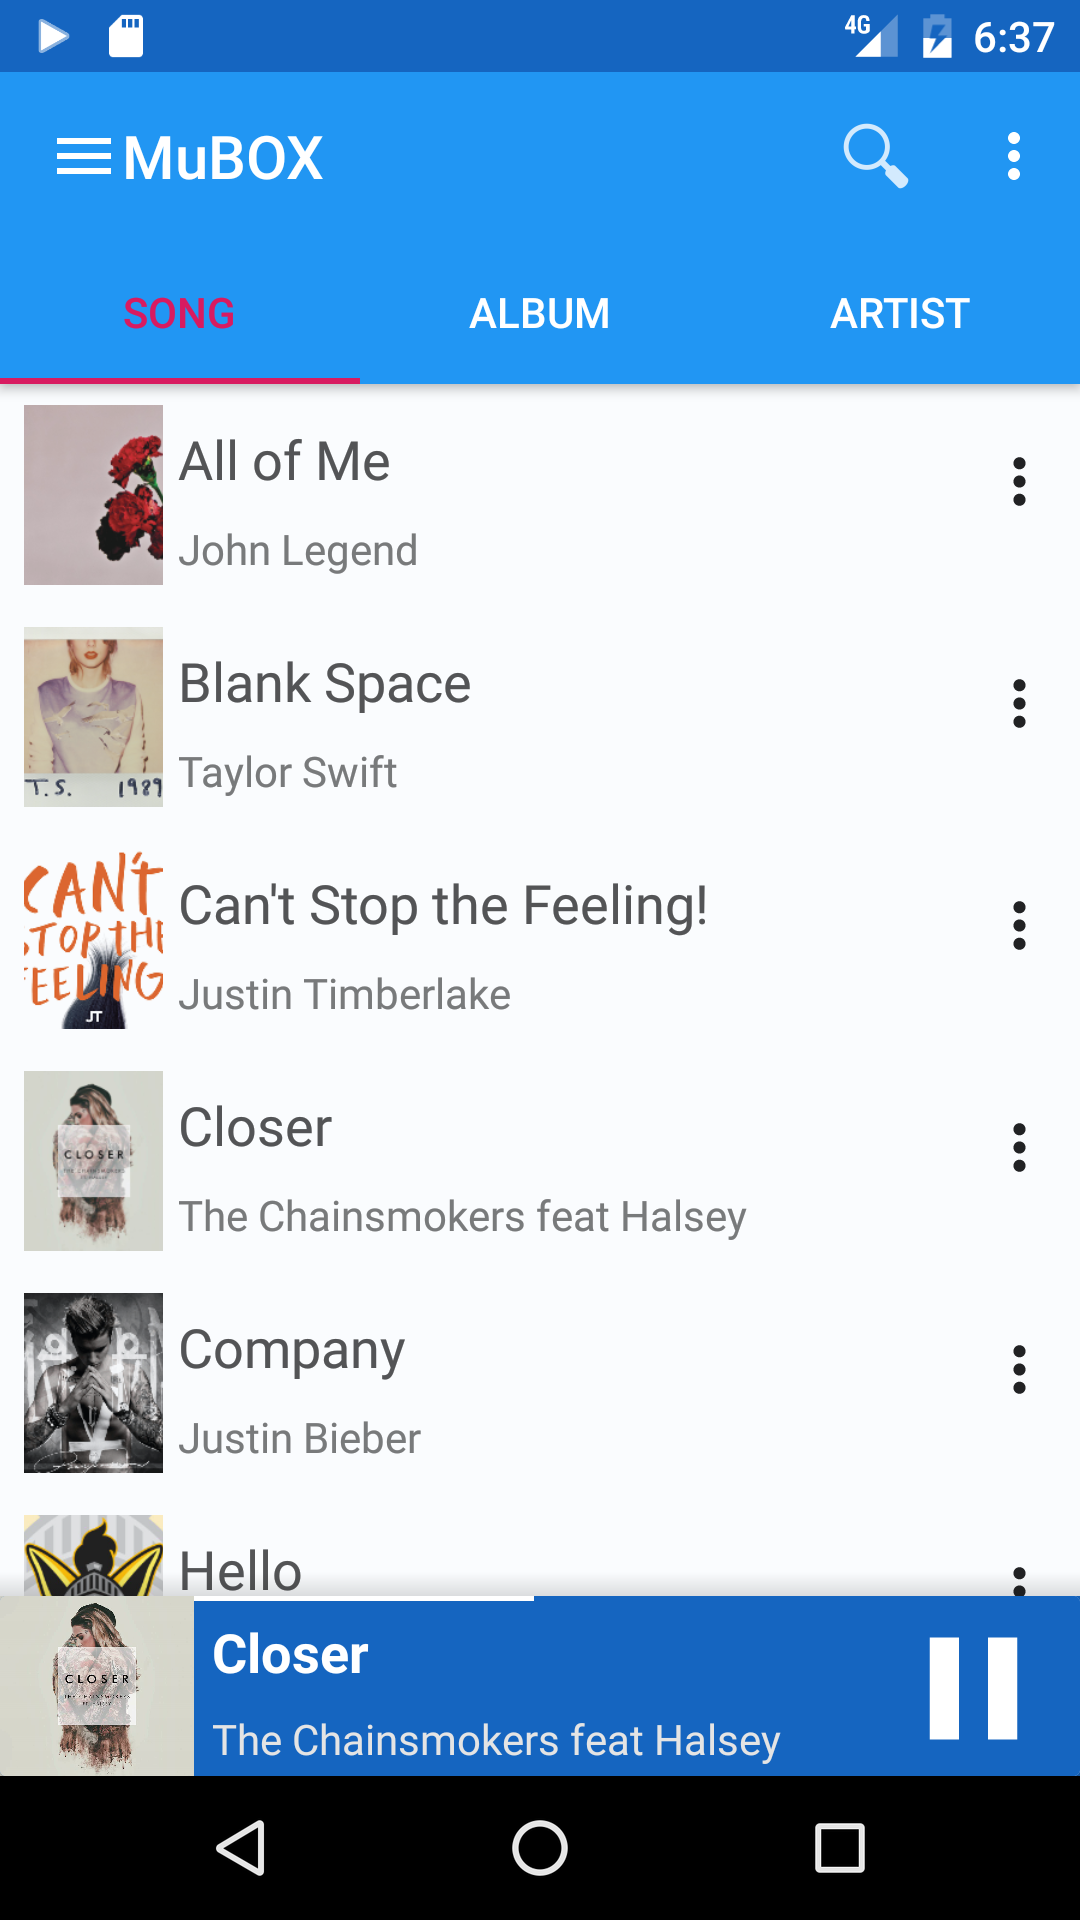 4G 6:37
MuBOX
SONG ALBUM ARTIST
All of Me
John Legend
Blank Space
Taylor Swift
T.S. 1989
Can't Stop the Feeling!
Justin Timberlake
CAN'T
STOP THE
FEELING
JT
Closer
The Chainsmokers feat Halsey
CLOSER
Company
Justin Bieber
Hello
Closer
The Chainsmokers feat Halsey
CLOSER